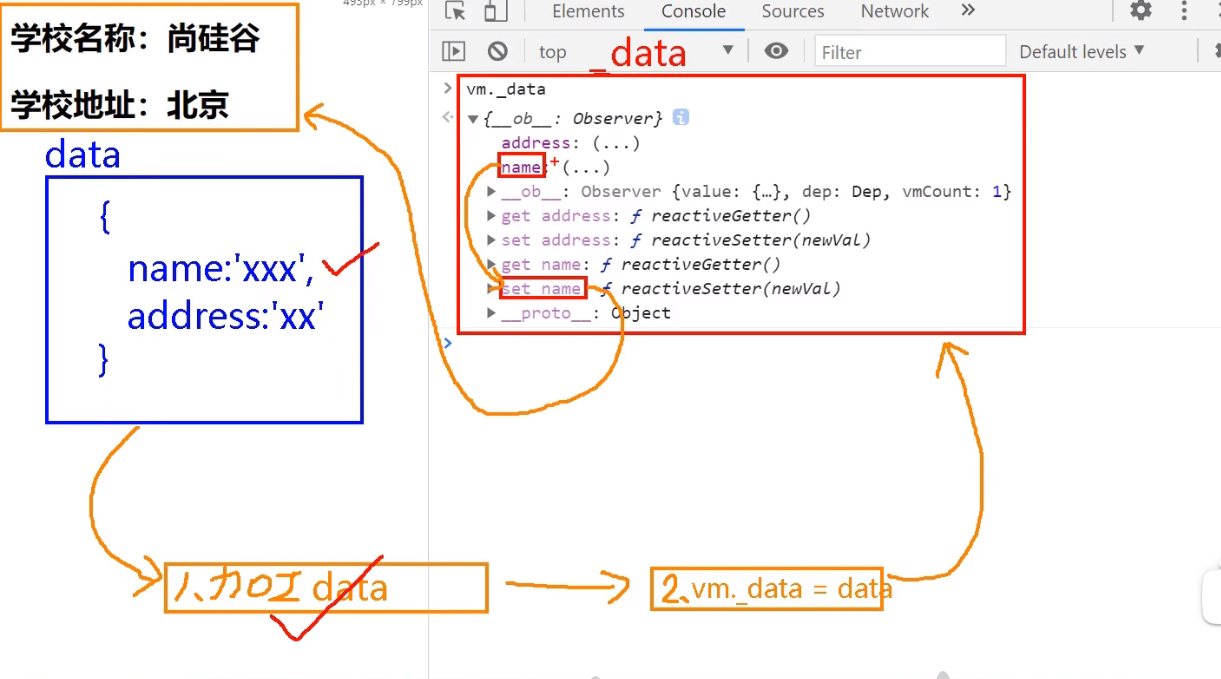 493px × 799px
学校名称：尚硅谷
学校地址：北京
data
{
name:'xxx',
address:'xx'
}
Elements Console Sources Network »
top _data Filter Default levels ▼
> vm._data
▼{__ob__: Observer} i
address: (...)
name: (...)
▶ __ob__: Observer {value: {…}, dep: Dep, vmCount: 1}
▶ get address: ƒ reactiveGetter()
▶ set address: ƒ reactiveSetter(newVal)
▶ get name: ƒ reactiveGetter()
▶ set name: ƒ reactiveSetter(newVal)
▶ __proto__: Object
>
1、加工 data
2、vm._data = data